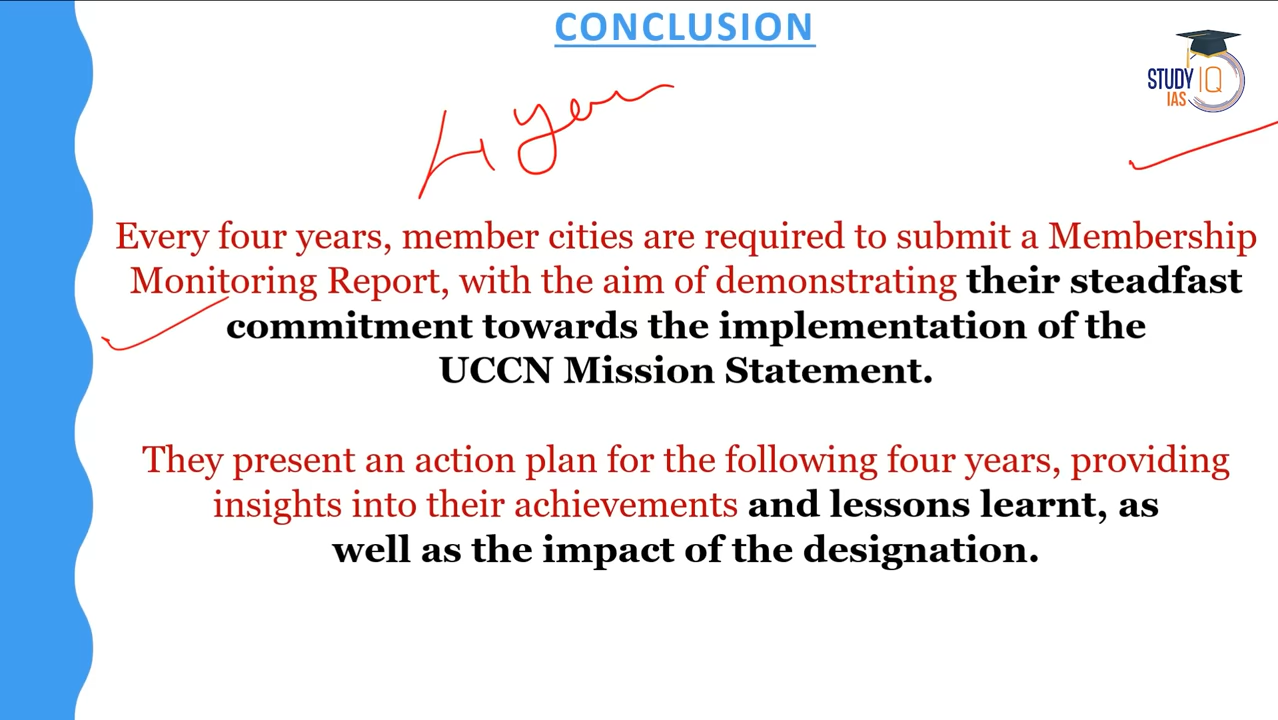 CONCLUSION
STUDY IQ
IAS
4 year
Every four years, member cities are required to submit a Membership
Monitoring Report, with the aim of demonstrating their steadfast
commitment towards the implementation of the
UCCN Mission Statement.
They present an action plan for the following four years, providing
insights into their achievements and lessons learnt, as
well as the impact of the designation.